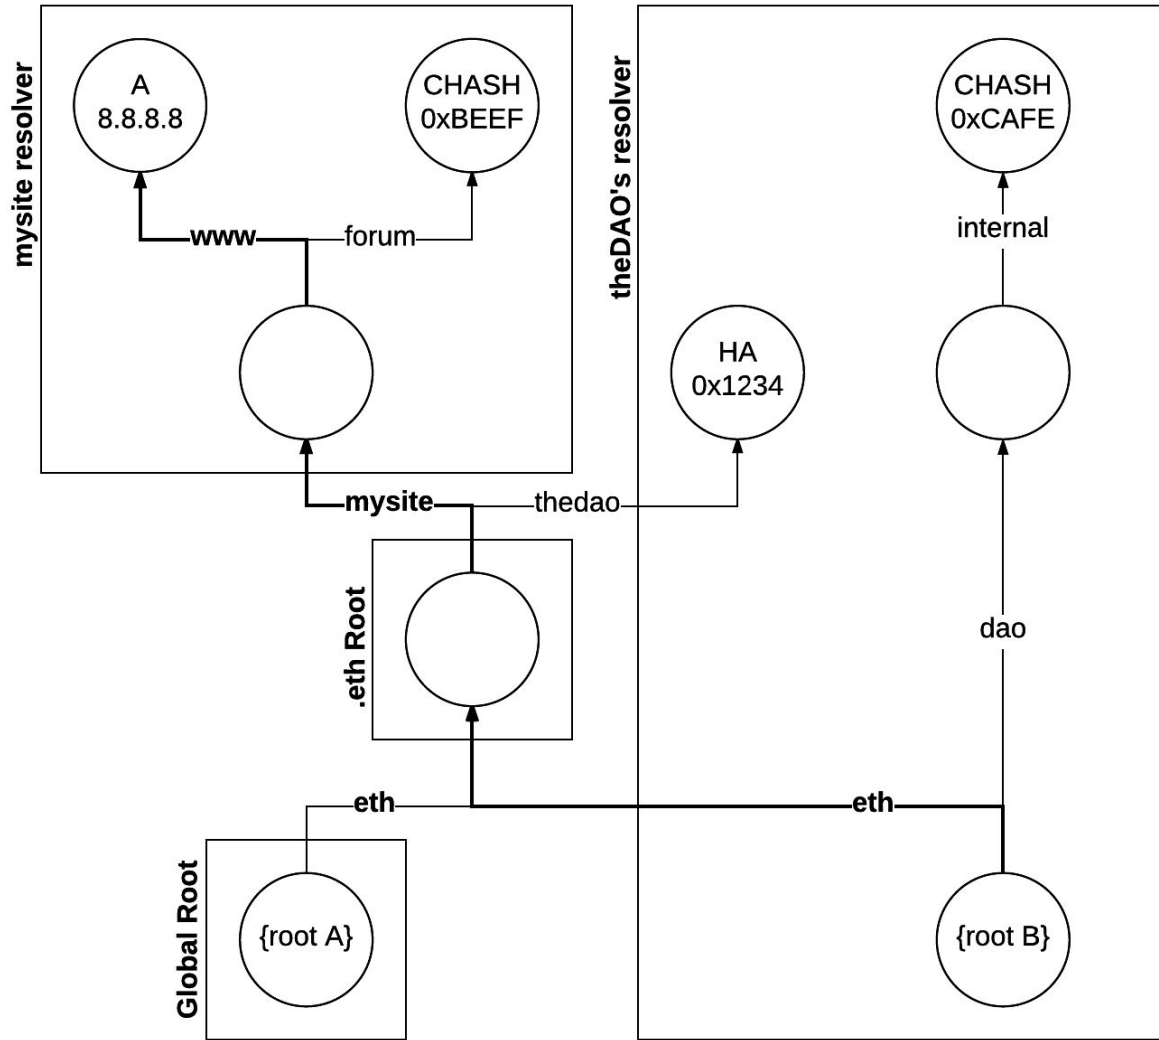 mysite resolver
A
8.8.8.8
CHASH
0xBEEF
www
forum
theDAO's resolver
CHASH
0xCAFE
internal
HA
0x1234
mysite
thedao
.eth Root
dao
eth
eth
Global Root
{root A}
{root B}